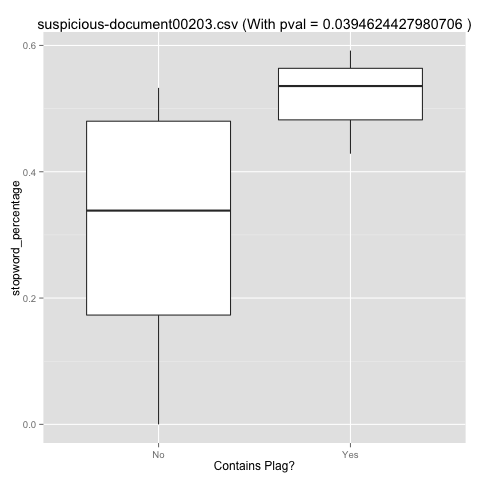 suspicious-document00203.csv (With pval = 0.0394624427980706 )
0.6
0.4
0.2
0.0
stopword_percentage
No
Yes
Contains Plag?